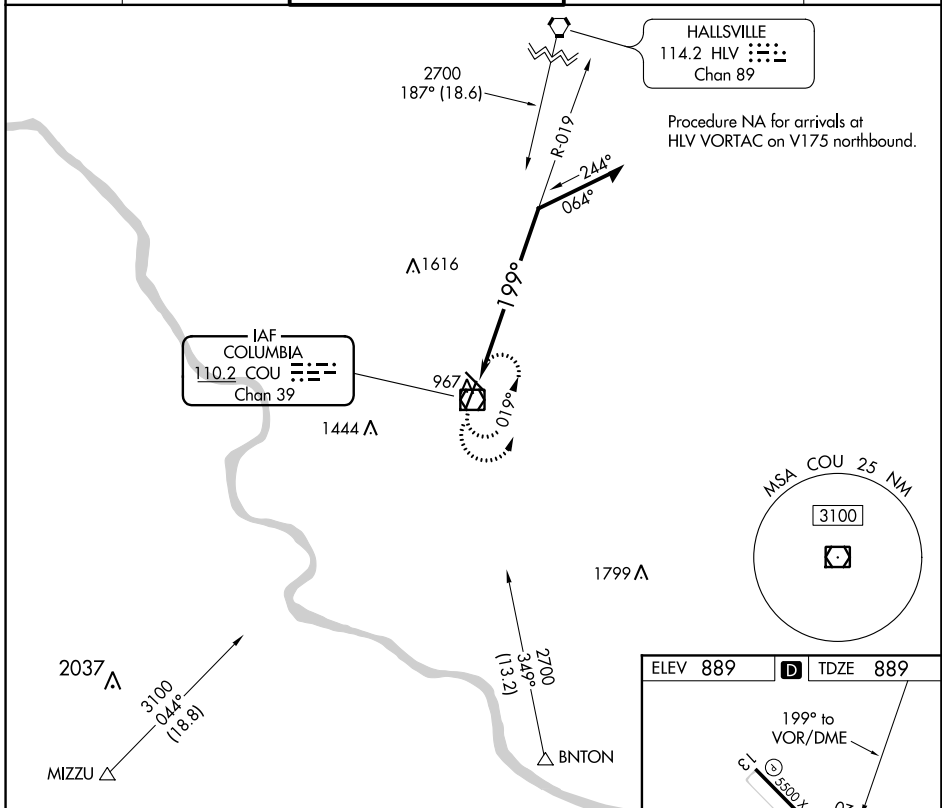 HALLSVILLE
114.2 HLV
Chan 89
2700
187° (18.6)
R-019
Procedure NA for arrivals at
HLV VORTAC on V175 northbound.
244°
064°
1616
199°
IAF
COLUMBIA
110.2 COU
Chan 39
967
019°
1444
MSA COU 25 NM
3100
1799
2037
3100
044°
(18.8)
2700
349°
(13.2)
MIZZU
BNTON
ELEV 889
D
TDZE 889
199° to
VOR/DME
13
P
5500 X